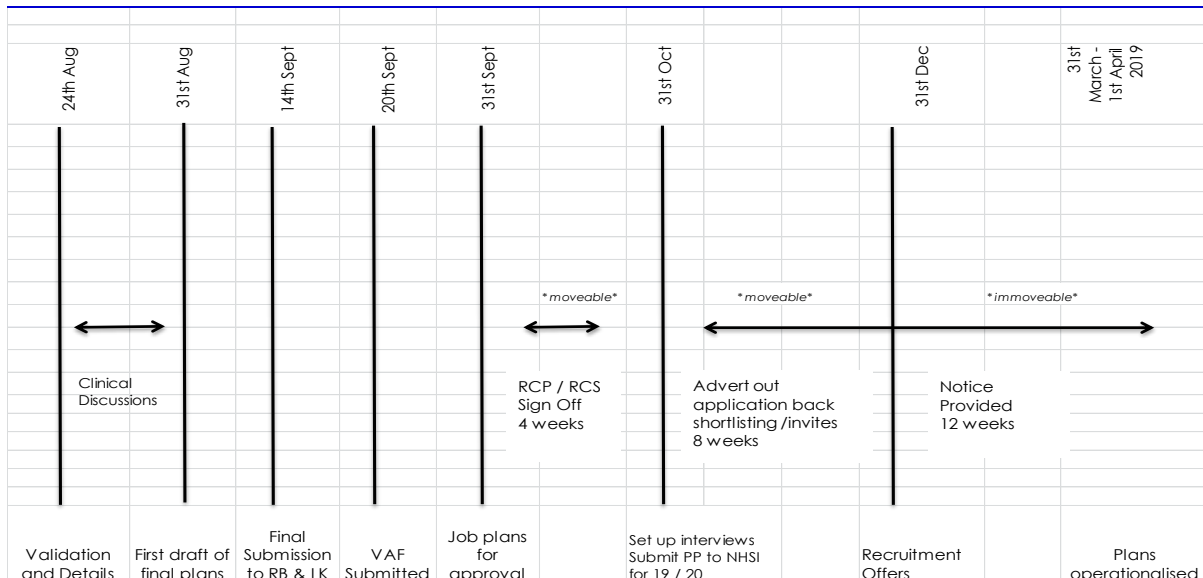 24th Aug
31st Aug
14th Sept
20th Sept
31st Sept
31st Oct
31st Dec
31st
March -
1st April
2019
*moveable*
*moveable*
*immoveable*
Clinical
Discussions
RCP / RCS
Sign Off
4 weeks
Advert out
application back
shortlisting /invites
8 weeks
Notice
Provided
12 weeks
Validation
and Details
First draft of
final plans
Final
Submission
to RB & LK
VAF
Submitted
Job plans
for
approval
Set up interviews
Submit PP to NHSI
for 19 / 20
Recruitment
Offers
Plans
operationalised